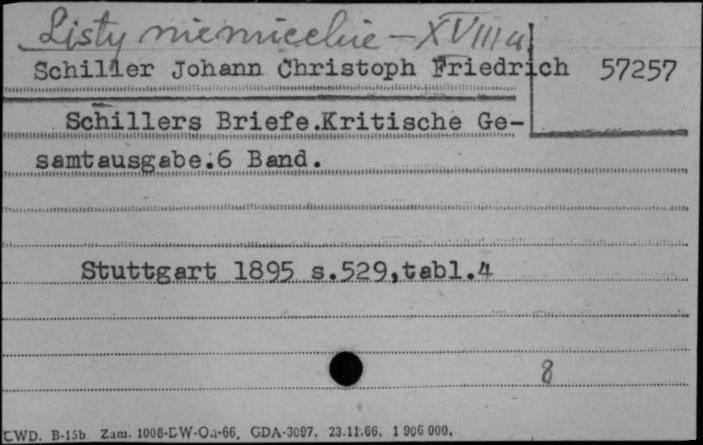 Listy niemieckie - XVIII w.
Schiller Johann Christoph Friedrich 57257
Schillers Briefe.Kritische Ge-
samtausgabe.6 Band.
Stuttgart 1895 s.529,tabl.4
8
CWD. B-15b Zam. 1008-DW-Oa-66, GDA-3097, 23.11.66. 1 906 000.